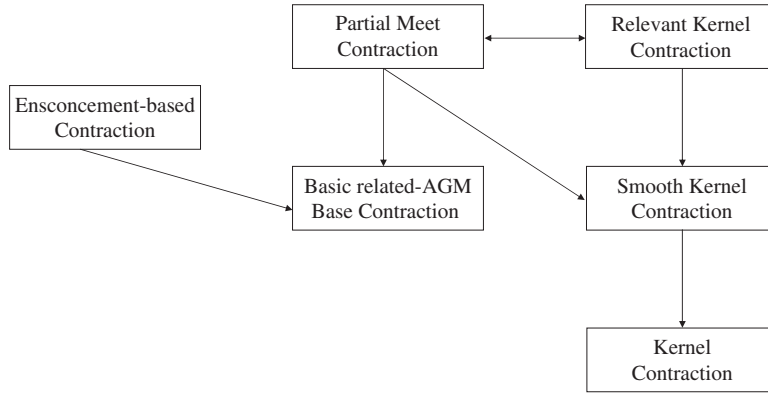 Partial Meet
Contraction
Relevant Kernel
Contraction
Ensconcement-based
Contraction
Basic related-AGM
Base Contraction
Smooth Kernel
Contraction
Kernel
Contraction